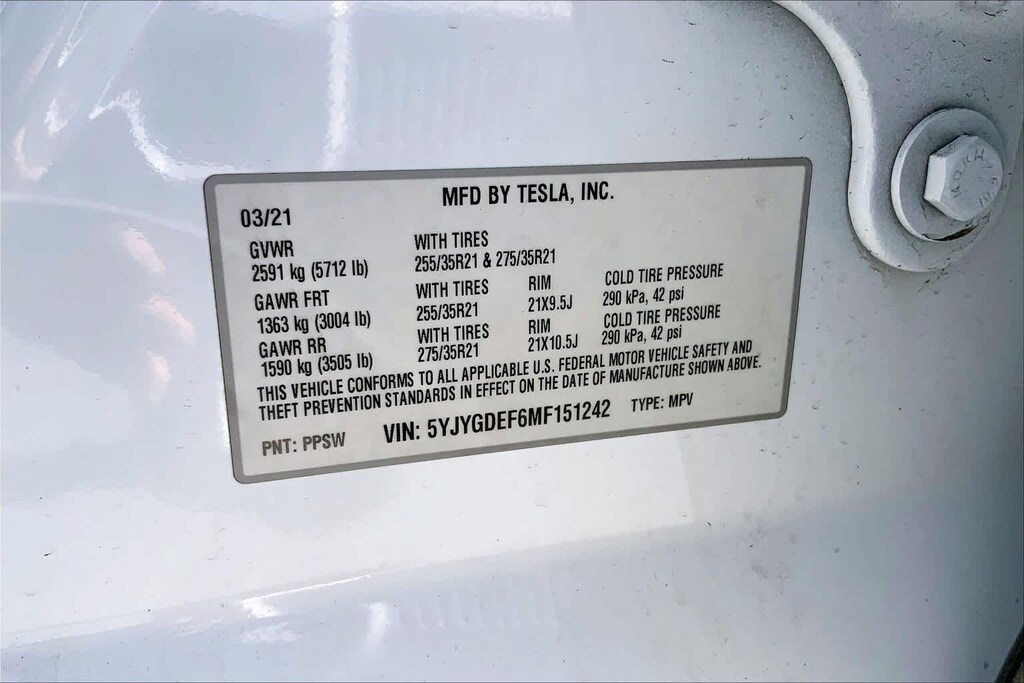 MFD BY TESLA, INC.
03/21
GVWR WITH TIRES
2591 kg (5712 lb) 255/35R21 & 275/35R21
GAWR FRT WITH TIRES RIM COLD TIRE PRESSURE
1363 kg (3004 lb) 255/35R21 21X9.5J 290 kPa, 42 psi
GAWR RR WITH TIRES RIM COLD TIRE PRESSURE
1590 kg (3505 lb) 275/35R21 21X10.5J 290 kPa, 42 psi
THIS VEHICLE CONFORMS TO ALL APPLICABLE U.S. FEDERAL MOTOR VEHICLE SAFETY AND
THEFT PREVENTION STANDARDS IN EFFECT ON THE DATE OF MANUFACTURE SHOWN ABOVE.
PNT: PPSW VIN: 5YJYGDEF6MF151242 TYPE: MPV